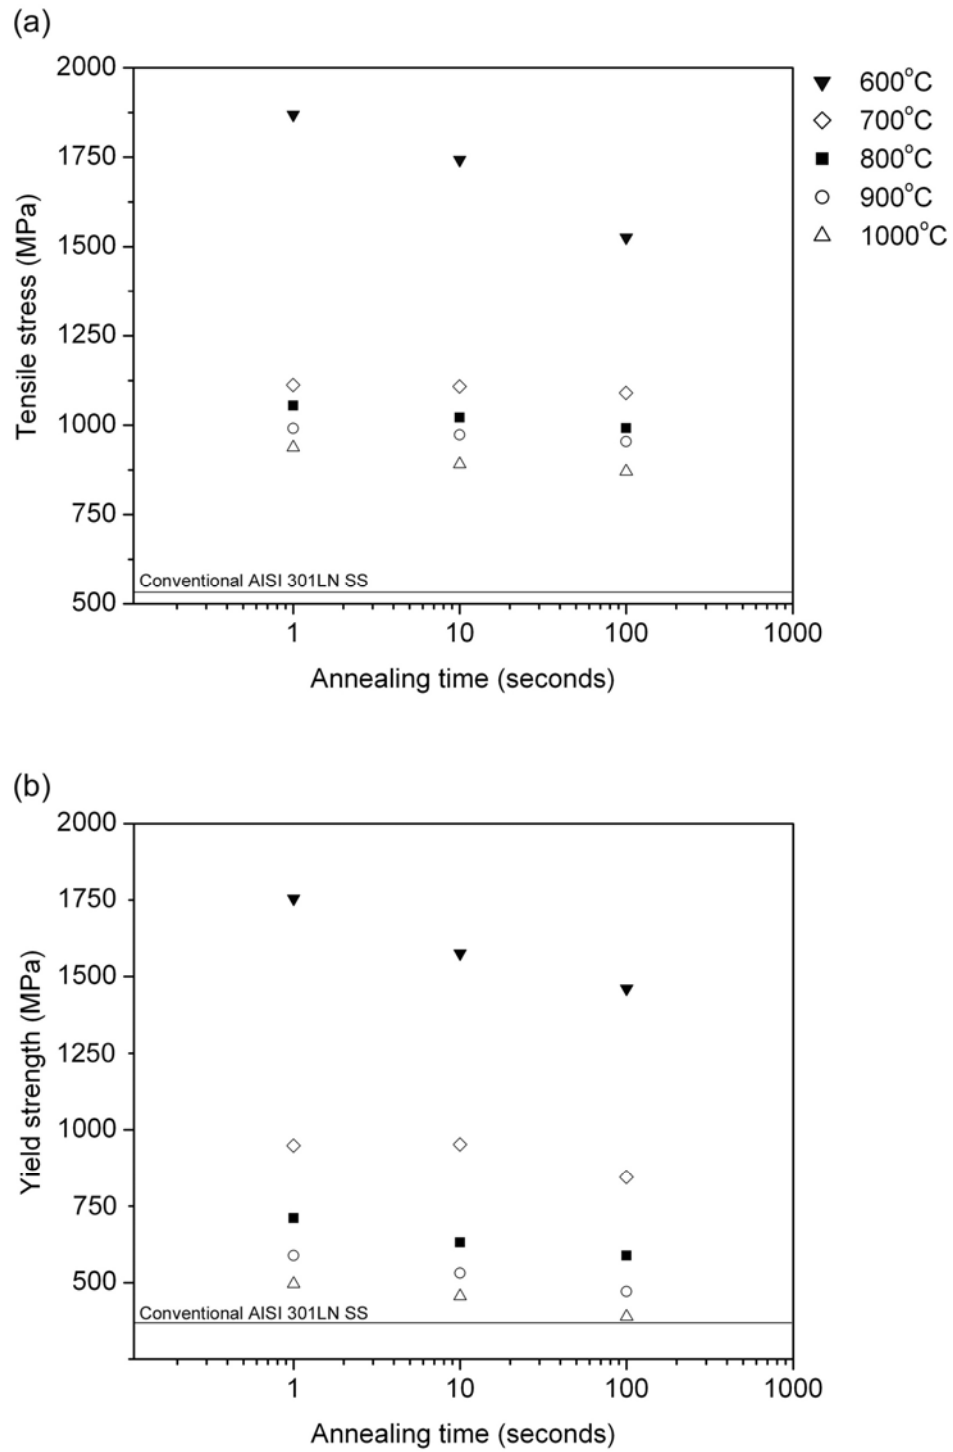 (a)
2000
1750
1500
1250
1000
750
500
Tensile stress (MPa)
600°C
700°C
800°C
900°C
1000°C
Conventional AISI 301LN SS
1 10 100 1000
Annealing time (seconds)
(b)
2000
1750
1500
1250
1000
750
500
Yield strength (MPa)
Conventional AISI 301LN SS
1 10 100 1000
Annealing time (seconds)